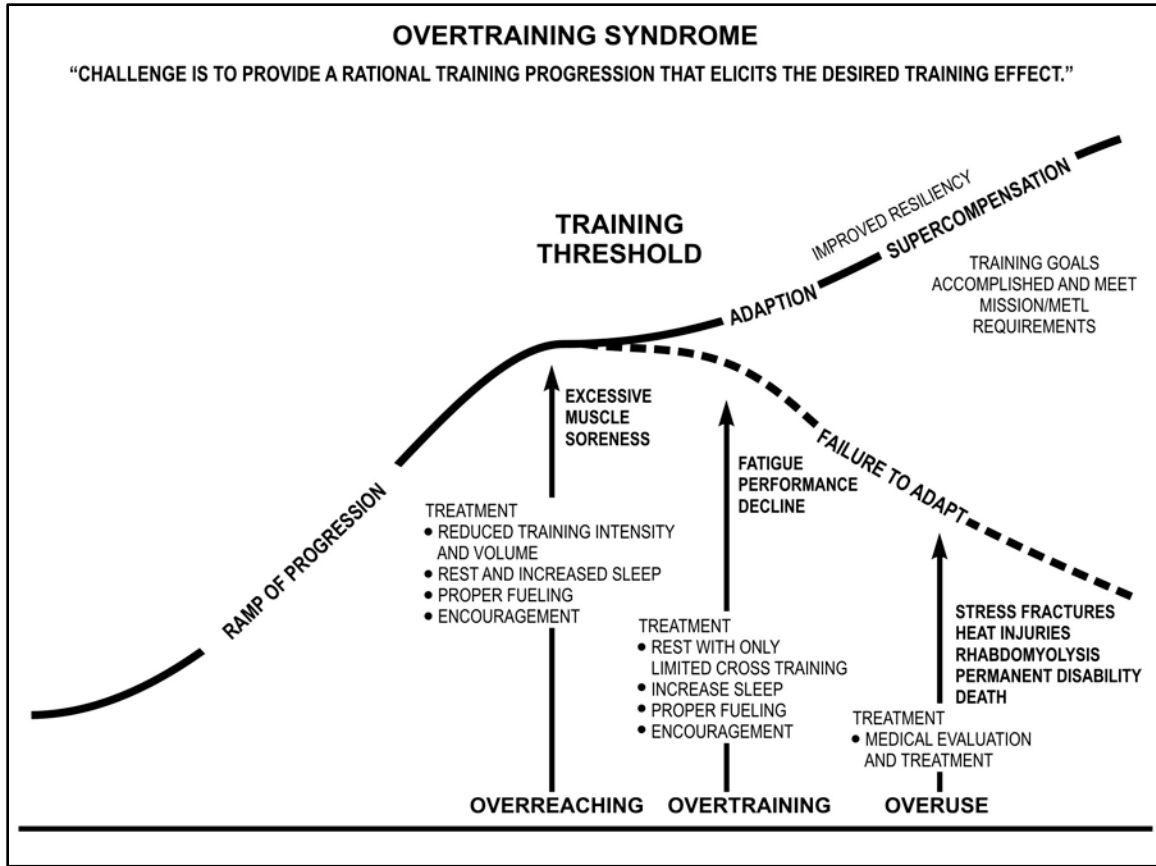 OVERTRAINING SYNDROME
“CHALLENGE IS TO PROVIDE A RATIONAL TRAINING PROGRESSION THAT ELICITS THE DESIRED TRAINING EFFECT.”
TRAINING
THRESHOLD
IMPROVED RESILIENCY
SUPERCOMPENSATION
ADAPTION
TRAINING GOALS
ACCOMPLISHED AND MEET
MISSION/METL
REQUIREMENTS
RAMP OF PROGRESSION
FAILURE TO ADAPT
EXCESSIVE
MUSCLE
SORENESS
TREATMENT
• REDUCED TRAINING INTENSITY
AND VOLUME
• REST AND INCREASED SLEEP
• PROPER FUELING
• ENCOURAGEMENT
OVERREACHING
FATIGUE
PERFORMANCE
DECLINE
TREATMENT
• REST WITH ONLY
LIMITED CROSS TRAINING
• INCREASE SLEEP
• PROPER FUELING
• ENCOURAGEMENT
OVERTRAINING
STRESS FRACTURES
HEAT INJURIES
RHABDOMYOLYSIS
PERMANENT DISABILITY
DEATH
TREATMENT
• MEDICAL EVALUATION
AND TREATMENT
OVERUSE